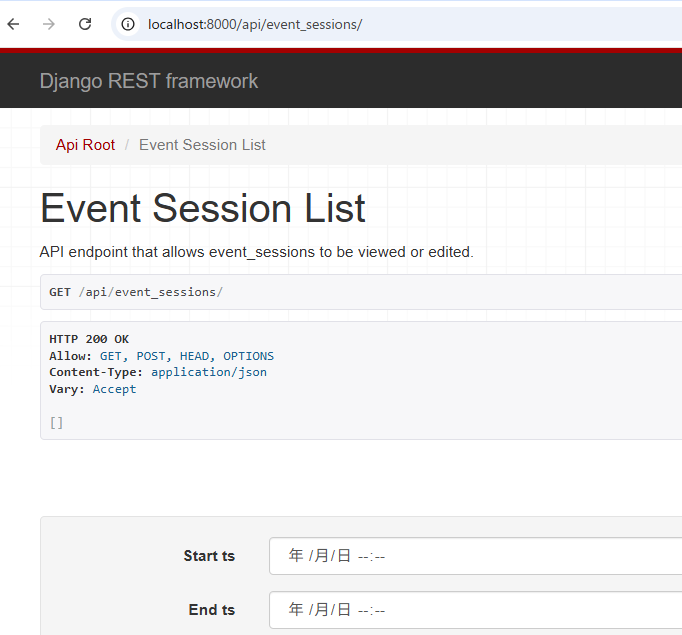 localhost:8000/api/event_sessions/
Django REST framework
Api Root / Event Session List
Event Session List
API endpoint that allows event_sessions to be viewed or edited.
GET /api/event_sessions/
HTTP 200 OK
Allow: GET, POST, HEAD, OPTIONS
Content-Type: application/json
Vary: Accept
[]
Start ts 年 /月/日 --:--
End ts 年 /月/日 --:--